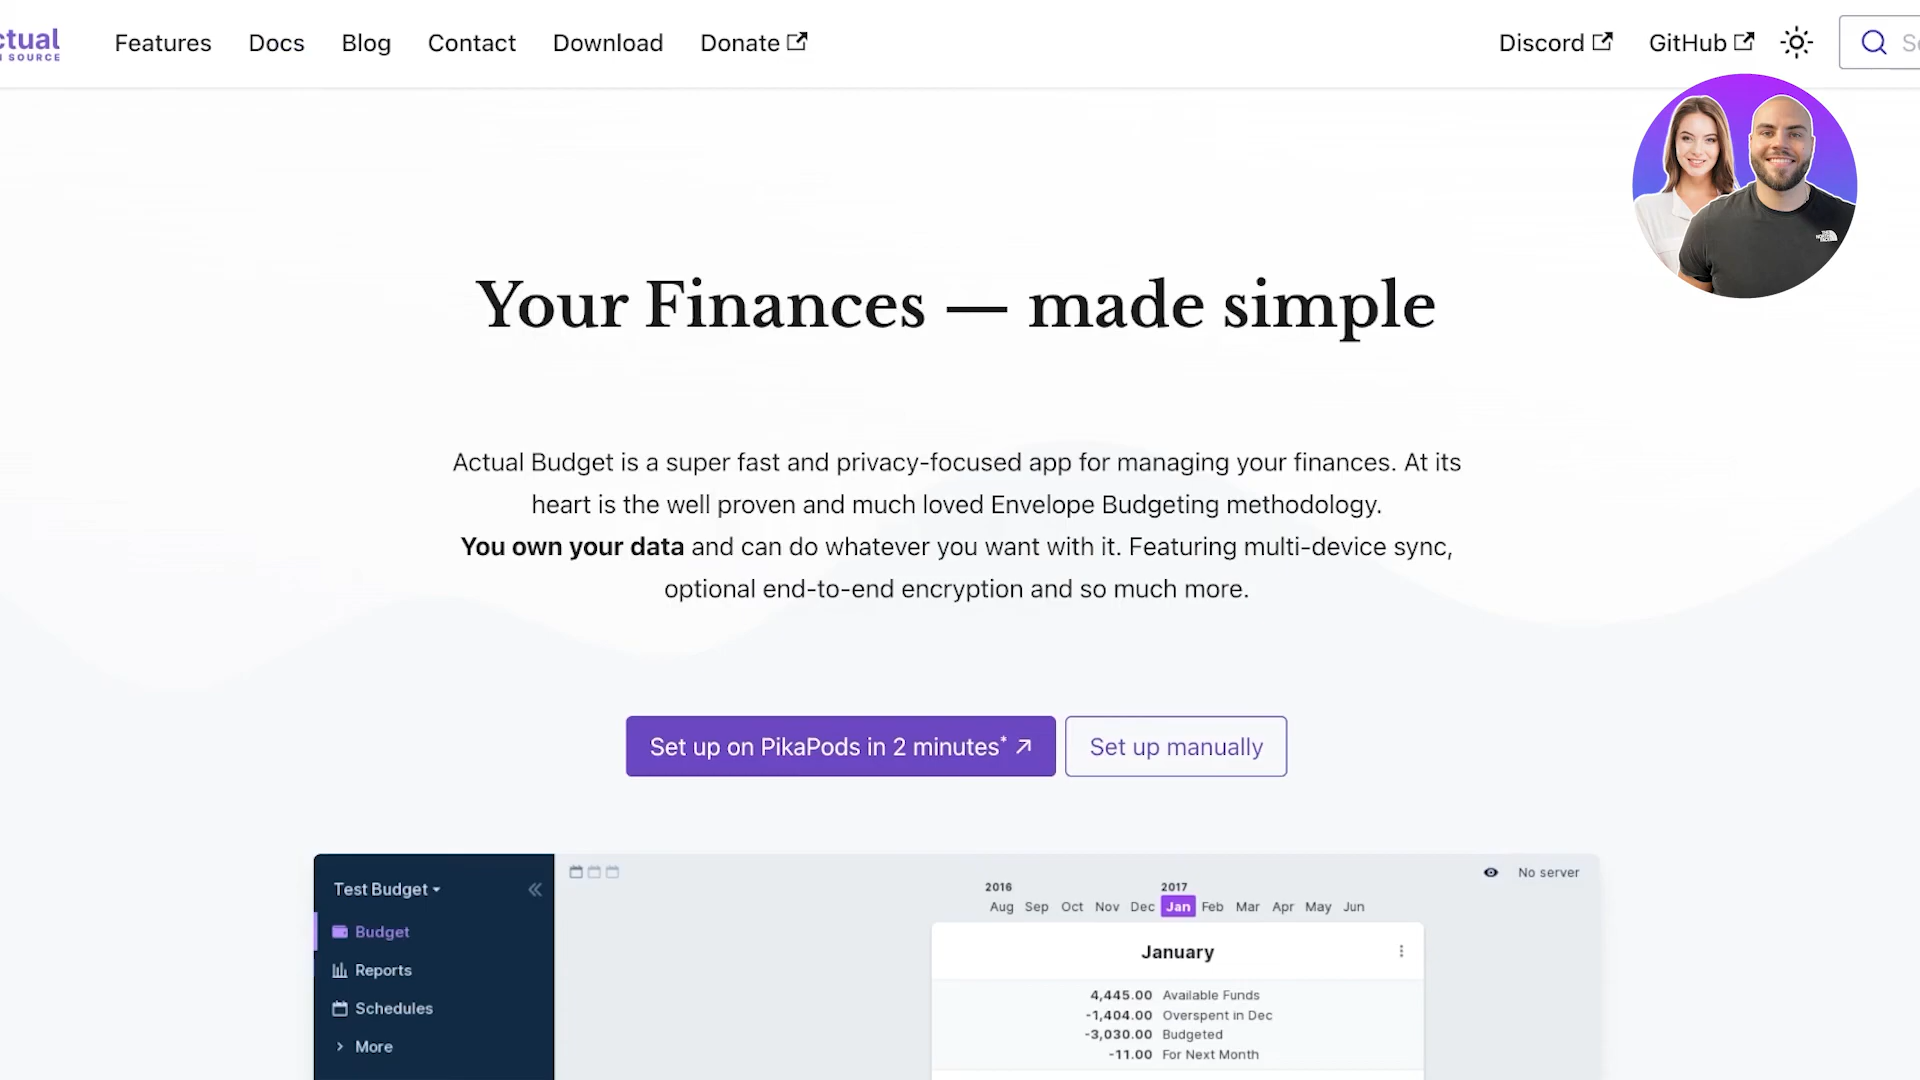 ctual
SOURCE
Features Docs Blog Contact Download Donate Discord GitHub
Your Finances — made simple
Actual Budget is a super fast and privacy-focused app for managing your finances. At its
heart is the well proven and much loved Envelope Budgeting methodology.
You own your data and can do whatever you want with it. Featuring multi-device sync,
optional end-to-end encryption and so much more.
Set up on PikaPods in 2 minutes* Set up manually
Test Budget
Budget
Reports
Schedules
More
2016 2017
Aug Sep Oct Nov Dec Jan Feb Mar Apr May Jun
No server
January
4,445.00 Available Funds
-1,404.00 Overspent in Dec
-3,030.00 Budgeted
-11.00 For Next Month